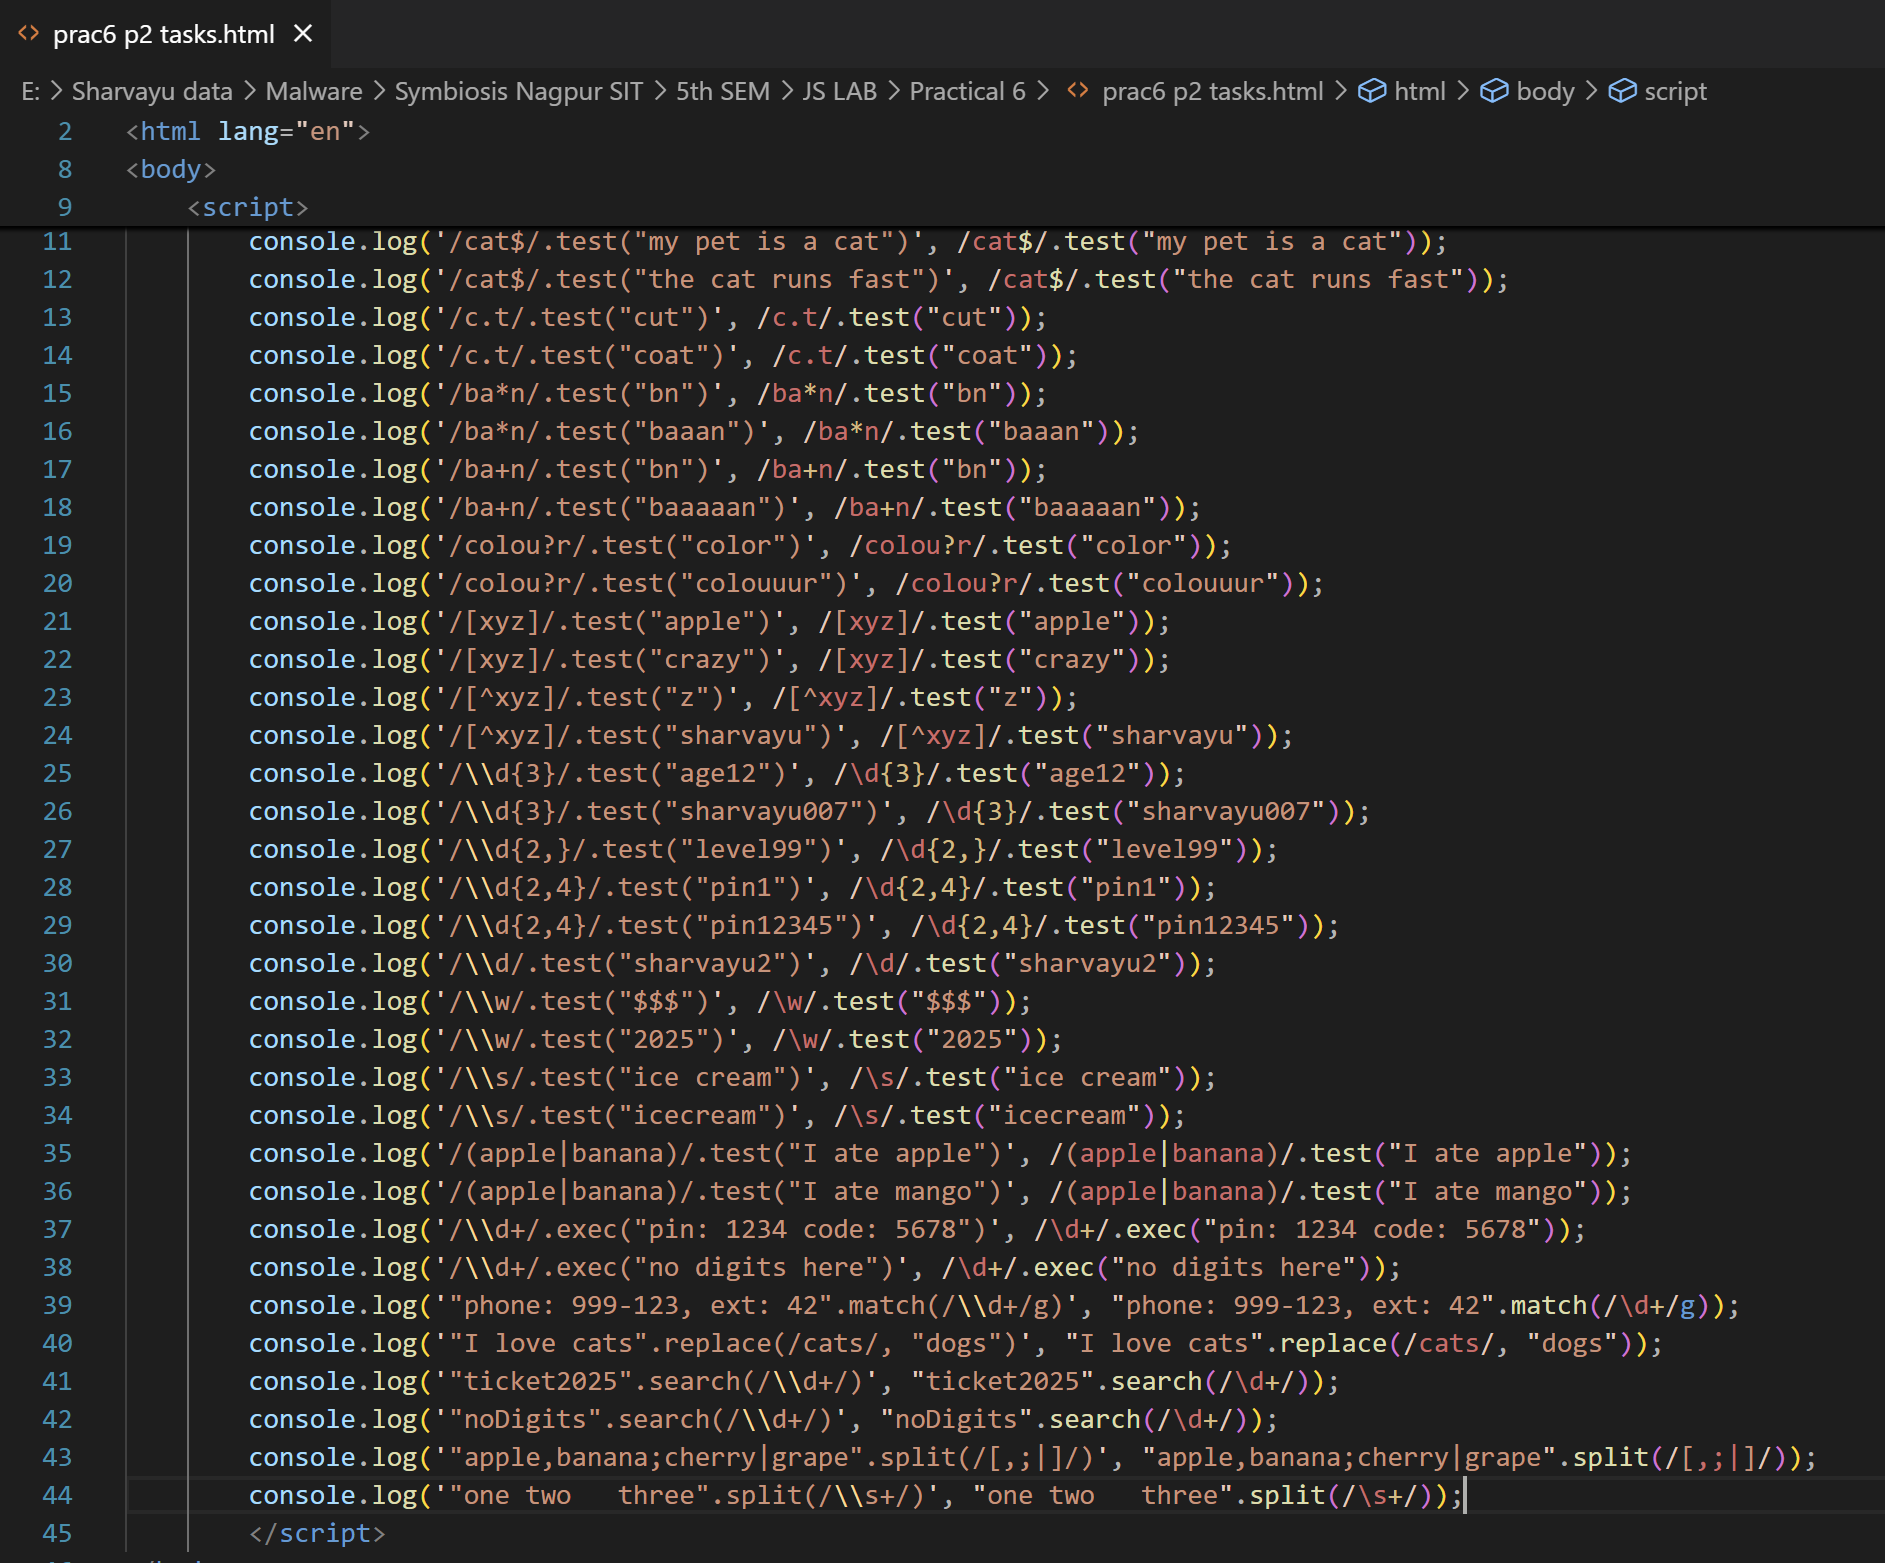 prac6 p2 tasks.html
E: > Sharvayu data > Malware > Symbiosis Nagpur SIT > 5th SEM > JS LAB > Practical 6 > prac6 p2 tasks.html > html > body > script
2 <html lang="en">
8 <body>
9 <script>
11 console.log('/cat$/.test("my pet is a cat")', /cat$/.test("my pet is a cat"));
12 console.log('/cat$/.test("the cat runs fast")', /cat$/.test("the cat runs fast"));
13 console.log('/c.t/.test("cut")', /c.t/.test("cut"));
14 console.log('/c.t/.test("coat")', /c.t/.test("coat"));
15 console.log('/ba*n/.test("bn")', /ba*n/.test("bn"));
16 console.log('/ba*n/.test("baaan")', /ba*n/.test("baaan"));
17 console.log('/ba+n/.test("bn")', /ba+n/.test("bn"));
18 console.log('/ba+n/.test("baaaaan")', /ba+n/.test("baaaaan"));
19 console.log('/colou?r/.test("color")', /colou?r/.test("color"));
20 console.log('/colou?r/.test("colouuur")', /colou?r/.test("colouuur"));
21 console.log('/[xyz]/.test("apple")', /[xyz]/.test("apple"));
22 console.log('/[xyz]/.test("crazy")', /[xyz]/.test("crazy"));
23 console.log('/[^xyz]/.test("z")', /[^xyz]/.test("z"));
24 console.log('/[^xyz]/.test("sharvayu")', /[^xyz]/.test("sharvayu"));
25 console.log('/\\d{3}/.test("age12")', /\d{3}/.test("age12"));
26 console.log('/\\d{3}/.test("sharvayu007")', /\d{3}/.test("sharvayu007"));
27 console.log('/\\d{2,}/.test("level99")', /\d{2,}/.test("level99"));
28 console.log('/\\d{2,4}/.test("pin1")', /\d{2,4}/.test("pin1"));
29 console.log('/\\d{2,4}/.test("pin12345")', /\d{2,4}/.test("pin12345"));
30 console.log('/\\d/.test("sharvayu2")', /\d/.test("sharvayu2"));
31 console.log('/\\w/.test("$$$")', /\w/.test("$$$"));
32 console.log('/\\w/.test("2025")', /\w/.test("2025"));
33 console.log('/\\s/.test("ice cream")', /\s/.test("ice cream"));
34 console.log('/\\s/.test("icecream")', /\s/.test("icecream"));
35 console.log('/(apple|banana)/.test("I ate apple")', /(apple|banana)/.test("I ate apple"));
36 console.log('/(apple|banana)/.test("I ate mango")', /(apple|banana)/.test("I ate mango"));
37 console.log('/\\d+/.exec("pin: 1234 code: 5678")', /\d+/.exec("pin: 1234 code: 5678"));
38 console.log('/\\d+/.exec("no digits here")', /\d+/.exec("no digits here"));
39 console.log('"phone: 999-123, ext: 42".match(/\\d+/g)', "phone: 999-123, ext: 42".match(/\d+/g));
40 console.log('"I love cats".replace(/cats/, "dogs")', "I love cats".replace(/cats/, "dogs"));
41 console.log('"ticket2025".search(/\\d+/)', "ticket2025".search(/\d+/));
42 console.log('"noDigits".search(/\\d+/)', "noDigits".search(/\d+/));
43 console.log('"apple,banana;cherry|grape".split(/[,;|]/)', "apple,banana;cherry|grape".split(/[,;|]/));
44 console.log('"one two   three".split(/\\s+/)', "one two   three".split(/\s+/));
45 </script>